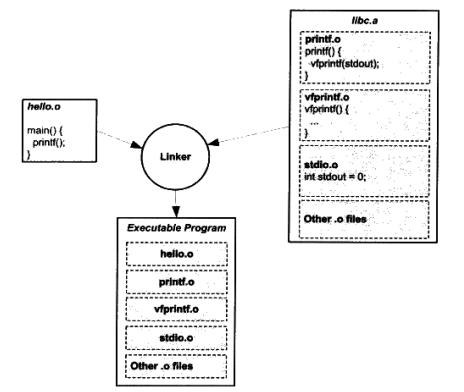 libc.a
printf.o
printf() {
vfprintf(stdout);
}
vfprintf.o
vfprintf() {
...
}
stdio.o
int stdout = 0;
Other .o files
hello.o
main() {
printf();
}
Linker
Executable Program
hello.o
printf.o
vfprintf.o
stdio.o
Other .o files